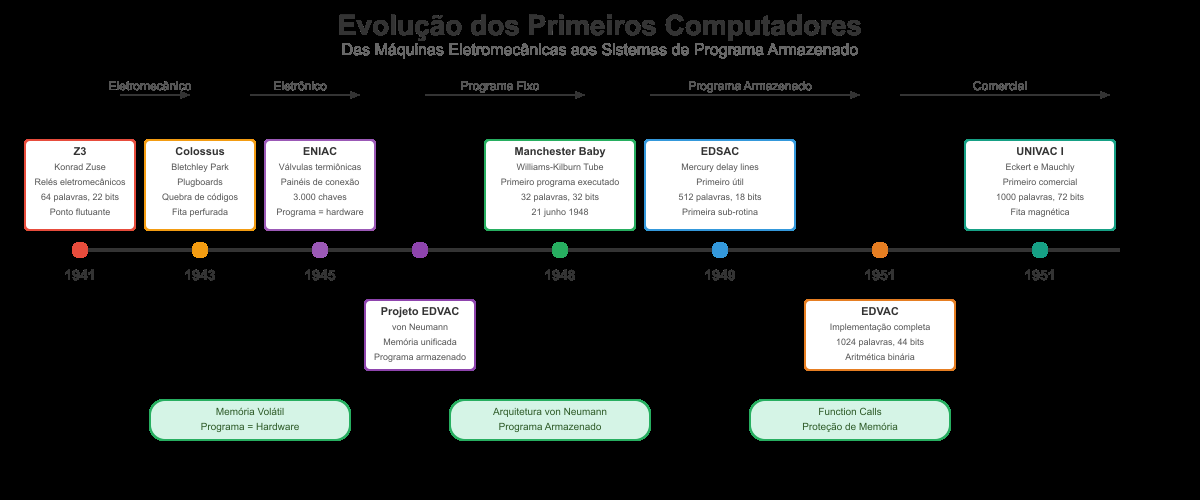 Evolução dos Primeiros Computadores
Das Máquinas Eletromecânicas aos Sistemas de Programa Armazenado
Eletromecânico
Eletrônico
Programa Fixo
Programa Armazenado
Comercial
Z3
Konrad Zuse
Relés eletromecânicos
64 palavras, 22 bits
Ponto flutuante
Colossus
Bletchley Park
Plugboards
Quebra de códigos
Fita perfurada
ENIAC
Válvulas termiônicas
Painéis de conexão
3.000 chaves
Programa = hardware
Manchester Baby
Williams-Kilburn Tube
Primeiro programa executado
32 palavras, 32 bits
21 junho 1948
EDSAC
Mercury delay lines
Primeiro útil
512 palavras, 18 bits
Primeira sub-rotina
UNIVAC I
Eckert e Mauchly
Primeiro comercial
1000 palavras, 72 bits
Fita magnética
1941
1943
1945
1948
1949
1951
1951
Projeto EDVAC
von Neumann
Memória unificada
Programa armazenado
EDVAC
Implementação completa
1024 palavras, 44 bits
Aritmética binária
Memória Volátil
Programa = Hardware
Arquitetura von Neumann
Programa Armazenado
Function Calls
Proteção de Memória